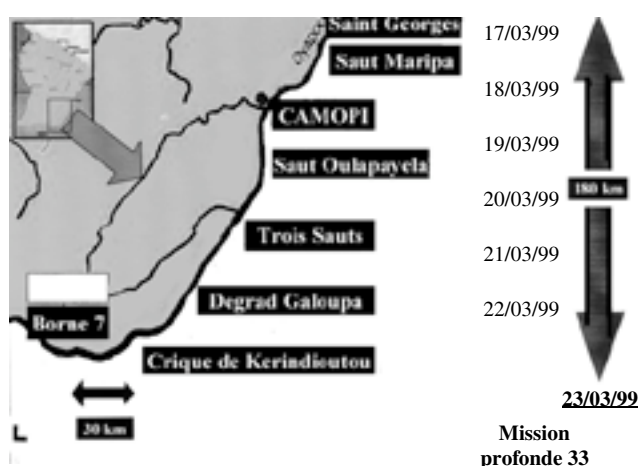 Saint Georges
17/03/99
Saut Maripa
18/03/99
CAMOPI
19/03/99
Saut Oulapayela
180 km
20/03/99
Trois Sauts
21/03/99
Degrad Galoupa
22/03/99
Borne 7
Crique de Kerindioutou
23/03/99
30 km
L
Mission
profonde 33